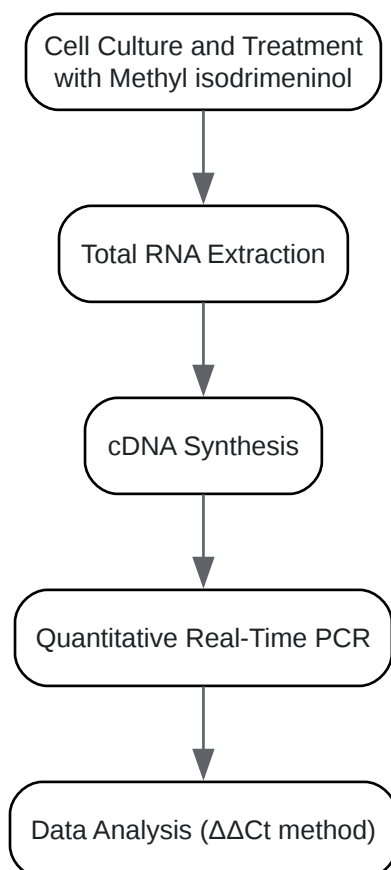 Cell Culture and Treatment
with Methyl isodrimeninol
Total RNA Extraction
cDNA Synthesis
Quantitative Real-Time PCR
Data Analysis (ΔΔCt method)